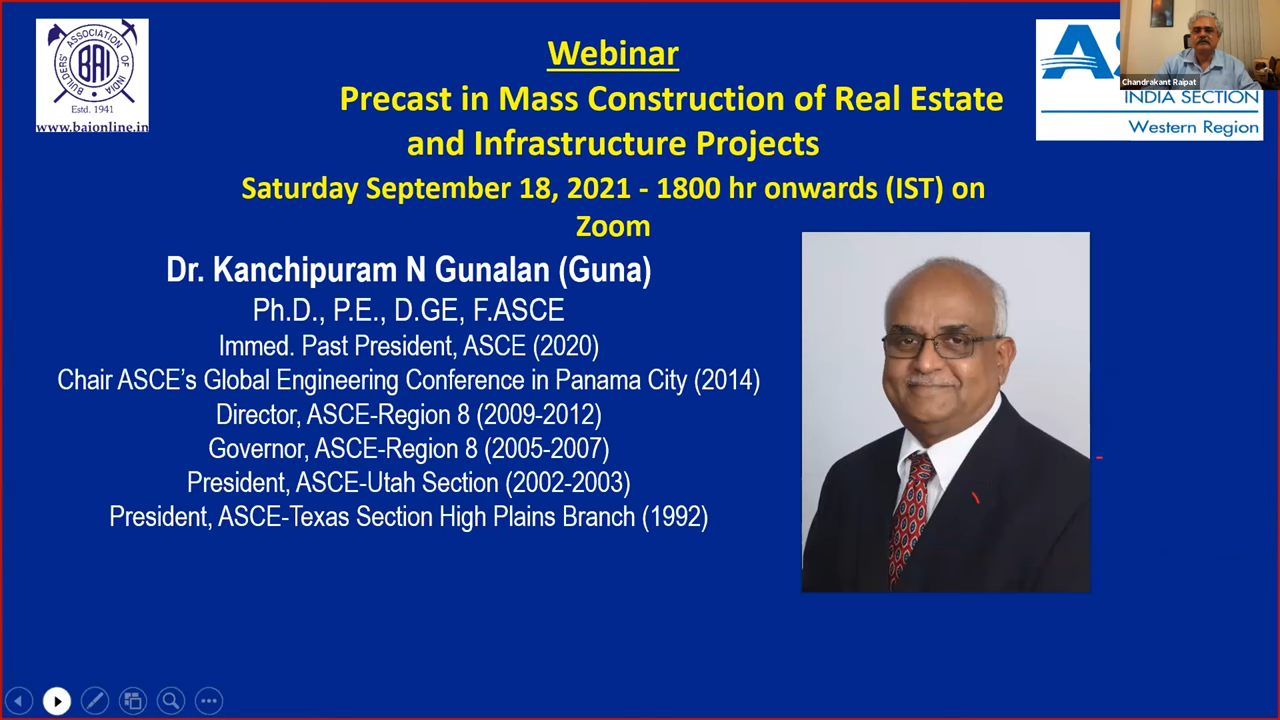 BUILDERS' ASSOCIATION OF INDIA
BAI
Estd. 1941
www.baionline.in
Webinar
Precast in Mass Construction of Real Estate
and Infrastructure Projects
Saturday September 18, 2021 - 1800 hr onwards (IST) on
Zoom
Chandrakant Rajpat
INDIA SECTION
Western Region
Dr. Kanchipuram N Gunalan (Guna)
Ph.D., P.E., D.GE, F.ASCE
Immed. Past President, ASCE (2020)
Chair ASCE's Global Engineering Conference in Panama City (2014)
Director, ASCE-Region 8 (2009-2012)
Governor, ASCE-Region 8 (2005-2007)
President, ASCE-Utah Section (2002-2003)
President, ASCE-Texas Section High Plains Branch (1992)